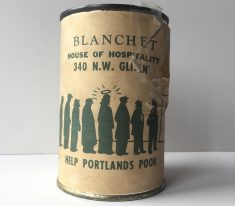 BLANCHET
HOUSE OF HOSPITALITY
340 N.W. GLISAN
HELP PORTLANDS POOR